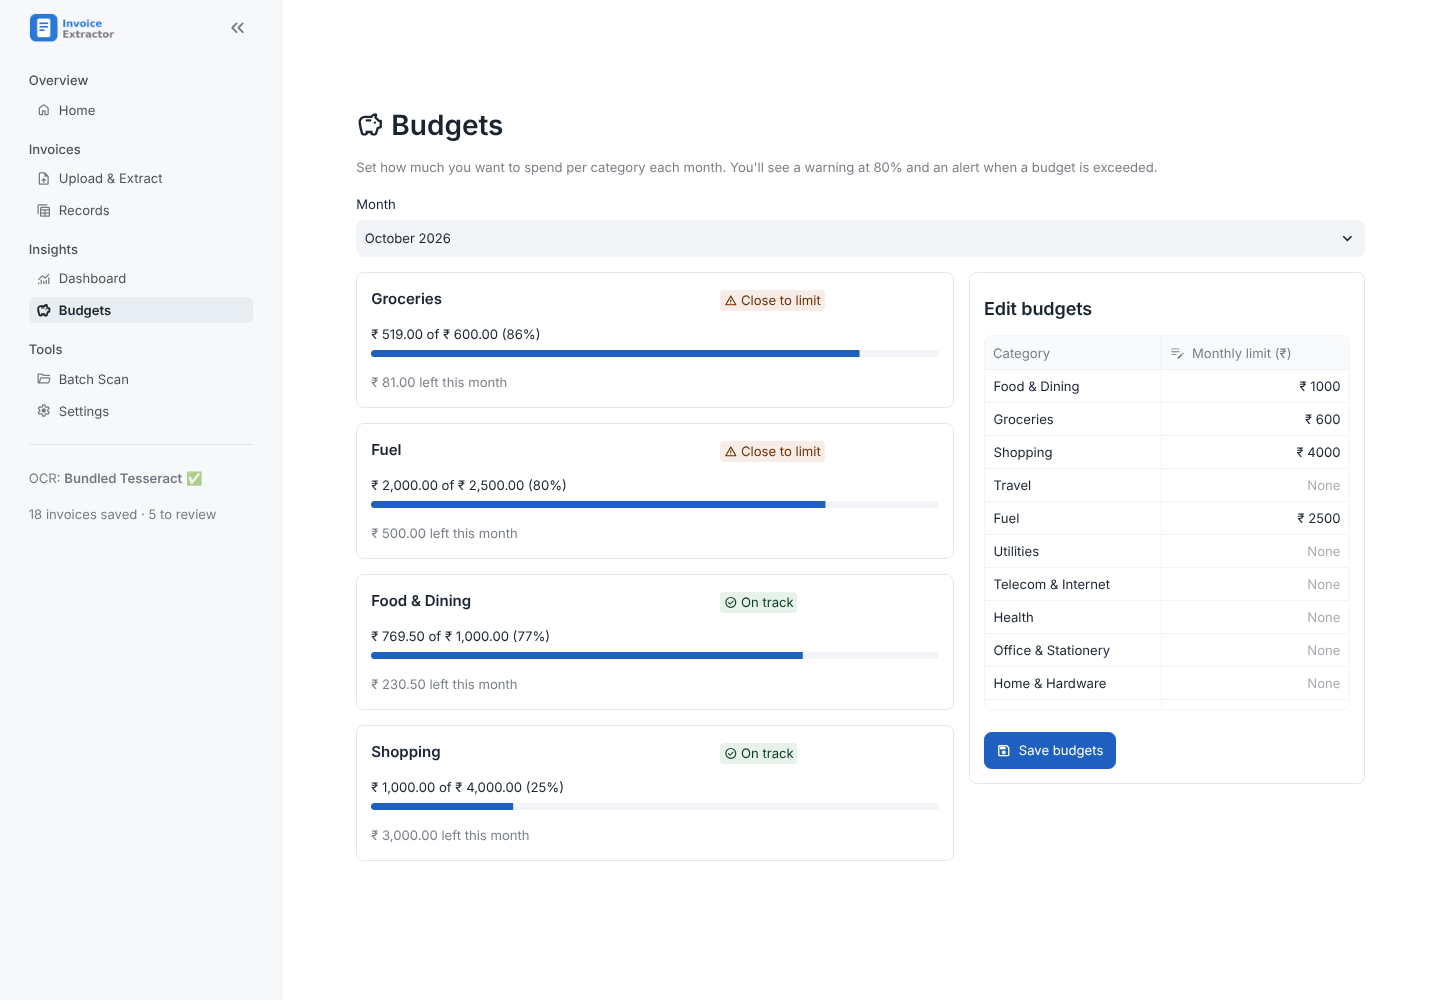 Invoice
Extractor
Overview
Home
Invoices
Upload & Extract
Records
Insights
Dashboard
Budgets
Tools
Batch Scan
Settings
OCR: Bundled Tesseract ✅
18 invoices saved · 5 to review
Budgets
Set how much you want to spend per category each month. You'll see a warning at 80% and an alert when a budget is exceeded.
Month
October 2026
Groceries
Close to limit
₹ 519.00 of ₹ 600.00 (86%)
₹ 81.00 left this month
Fuel
Close to limit
₹ 2,000.00 of ₹ 2,500.00 (80%)
₹ 500.00 left this month
Food & Dining
On track
₹ 769.50 of ₹ 1,000.00 (77%)
₹ 230.50 left this month
Shopping
On track
₹ 1,000.00 of ₹ 4,000.00 (25%)
₹ 3,000.00 left this month
Edit budgets
Category Monthly limit (₹)
Food & Dining ₹ 1000
Groceries ₹ 600
Shopping ₹ 4000
Travel None
Fuel ₹ 2500
Utilities None
Telecom & Internet None
Health None
Office & Stationery None
Home & Hardware None
Save budgets